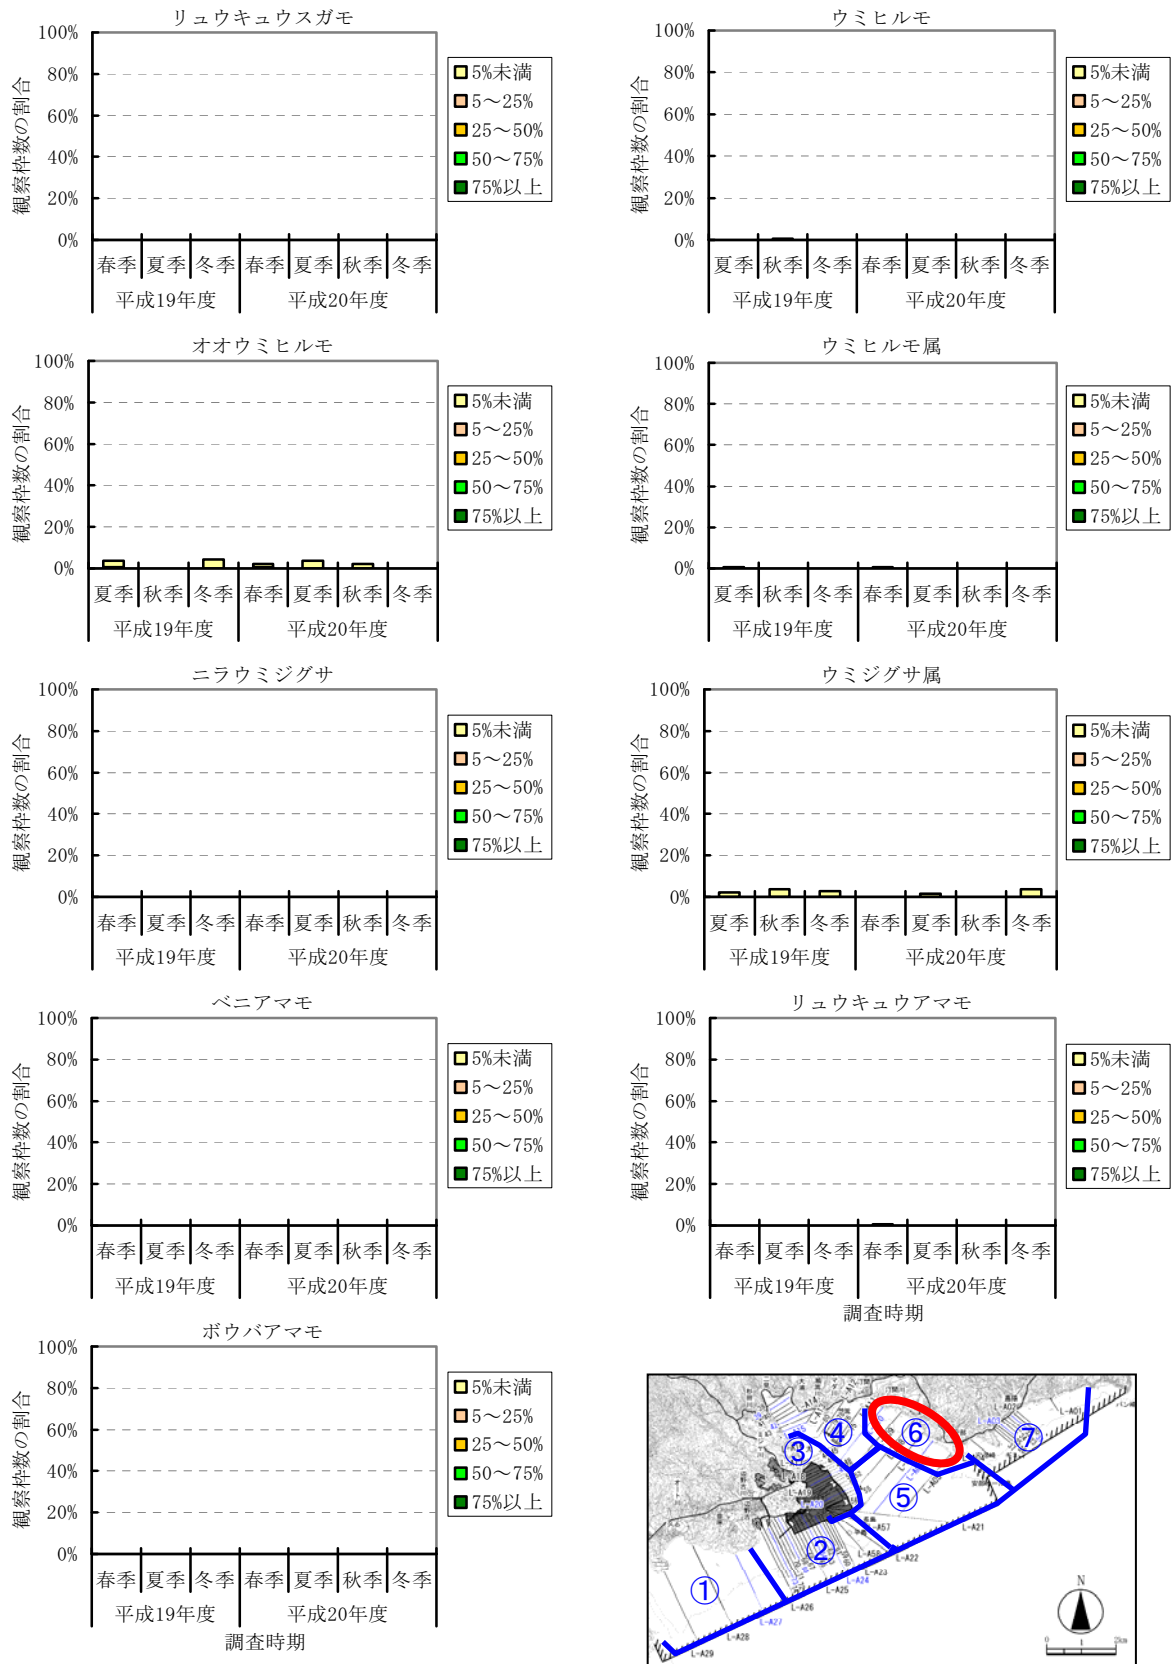 リュウキュウスガモ
100%
80%
60%
40%
20%
0%
観察枠数の割合
春季 夏季 冬季 春季 夏季 秋季 冬季
平成19年度 平成20年度
5%未満
5～25%
25～50%
50～75%
75%以上
ウミヒルモ
100%
80%
60%
40%
20%
0%
観察枠数の割合
夏季 秋季 冬季 春季 夏季 秋季 冬季
平成19年度 平成20年度
5%未満
5～25%
25～50%
50～75%
75%以上
オオウミヒルモ
100%
80%
60%
40%
20%
0%
観察枠数の割合
夏季 秋季 冬季 春季 夏季 秋季 冬季
平成19年度 平成20年度
5%未満
5～25%
25～50%
50～75%
75%以上
ウミヒルモ属
100%
80%
60%
40%
20%
0%
観察枠数の割合
夏季 秋季 冬季 春季 夏季 秋季 冬季
平成19年度 平成20年度
5%未満
5～25%
25～50%
50～75%
75%以上
ニラウミジグサ
100%
80%
60%
40%
20%
0%
観察枠数の割合
春季 夏季 冬季 春季 夏季 秋季 冬季
平成19年度 平成20年度
5%未満
5～25%
25～50%
50～75%
75%以上
ウミジグサ属
100%
80%
60%
40%
20%
0%
観察枠数の割合
夏季 秋季 冬季 春季 夏季 秋季 冬季
平成19年度 平成20年度
5%未満
5～25%
25～50%
50～75%
75%以上
ベニアマモ
100%
80%
60%
40%
20%
0%
観察枠数の割合
春季 夏季 冬季 春季 夏季 秋季 冬季
平成19年度 平成20年度
5%未満
5～25%
25～50%
50～75%
75%以上
リュウキュウアマモ
100%
80%
60%
40%
20%
0%
観察枠数の割合
春季 夏季 冬季 春季 夏季 秋季 冬季
平成19年度 平成20年度
調査時期
5%未満
5～25%
25～50%
50～75%
75%以上
ボウバアマモ
100%
80%
60%
40%
20%
0%
観察枠数の割合
春季 夏季 冬季 春季 夏季 秋季 冬季
平成19年度 平成20年度
調査時期
5%未満
5～25%
25～50%
50～75%
75%以上
①
②
③
④
⑤
⑥
⑦
L-A01
L-A02
L-A03
L-A19
L-A20
L-A21
L-A22
L-A23
L-A24
L-A25
L-A26
L-A27
L-A28
L-A29
L-A57
L-A58
N
0 1 2km